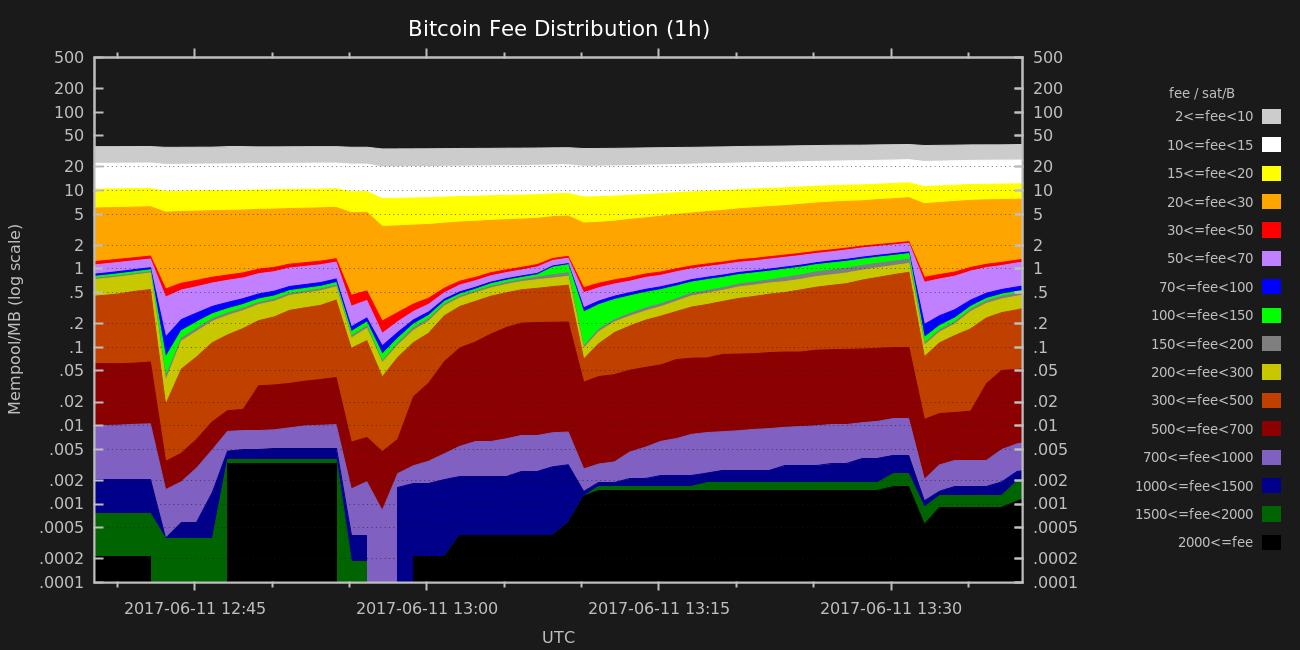 Bitcoin Fee Distribution (1h)
500 500
200 200
100 100
50 50
20 20
10 10
5 5
2 2
1 1
.5 .5
.2 .2
.1 .1
.05 .05
.02 .02
.01 .01
.005 .005
.002 .002
.001 .001
.0005 .0005
.0002 .0002
.0001 .0001
Mempool/MB (log scale)
2017-06-11 12:45 2017-06-11 13:00 2017-06-11 13:15 2017-06-11 13:30
UTC
fee / sat/B
2<=fee<10
10<=fee<15
15<=fee<20
20<=fee<30
30<=fee<50
50<=fee<70
70<=fee<100
100<=fee<150
150<=fee<200
200<=fee<300
300<=fee<500
500<=fee<700
700<=fee<1000
1000<=fee<1500
1500<=fee<2000
2000<=fee